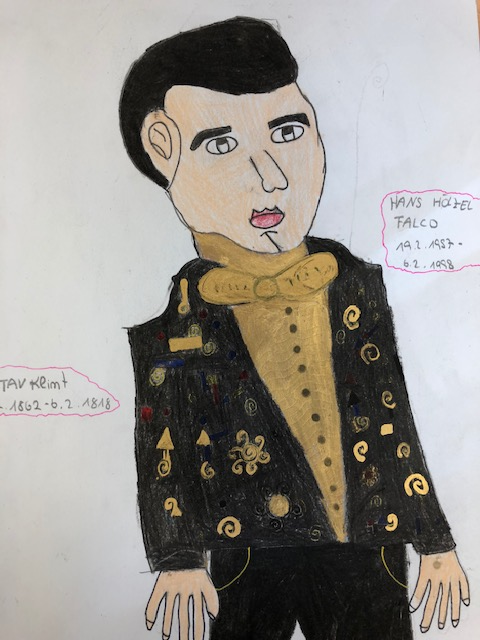 HANS HÖLZEL
FALCO
19.2.1957-
6.2.1998
TAV Klimt
.1862-6.2.1818